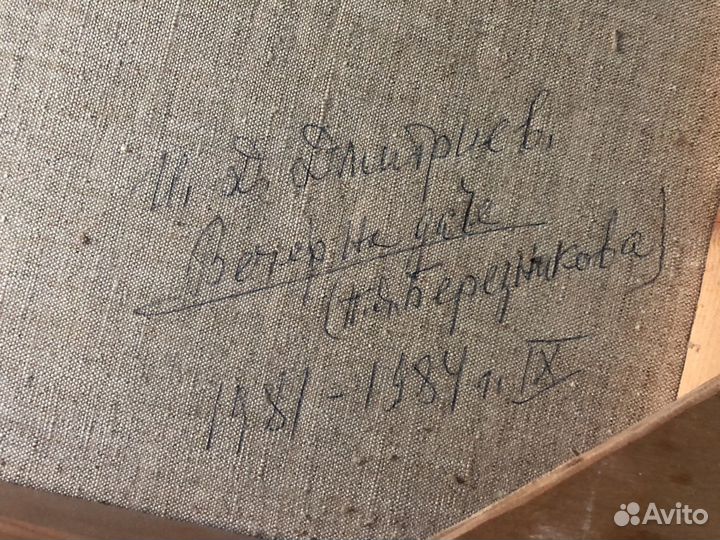 И. Д. Дмитриев.
Вечер на даче
(Березникова)
1981-1984 г. IX
Avito